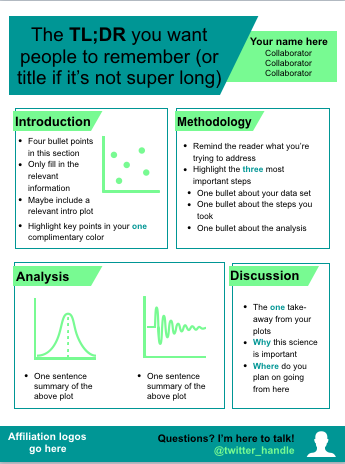 The TL;DR you want
people to remember (or
title if it's not super long)
Your name here
Collaborator
Collaborator
Collaborator
Introduction
• Four bullet points
in this section
• Only fill in the
relevant
information
• Maybe include a
relevant intro plot
• Highlight key points in your one
complimentary color
Methodology
• Remind the reader what you're
trying to address
• Highlight the three most
important steps
• One bullet about your data set
• One bullet about the steps you
took
• One bullet about the analysis
Analysis
• One sentence
summary of the
above plot
• One sentence
summary of the
above plot
Discussion
• The one take-
away from your
plots
• Why this science
is important
• Where do you
plan on going
from here
Affiliation logos
go here
Questions? I'm here to talk!
@twitter_handle